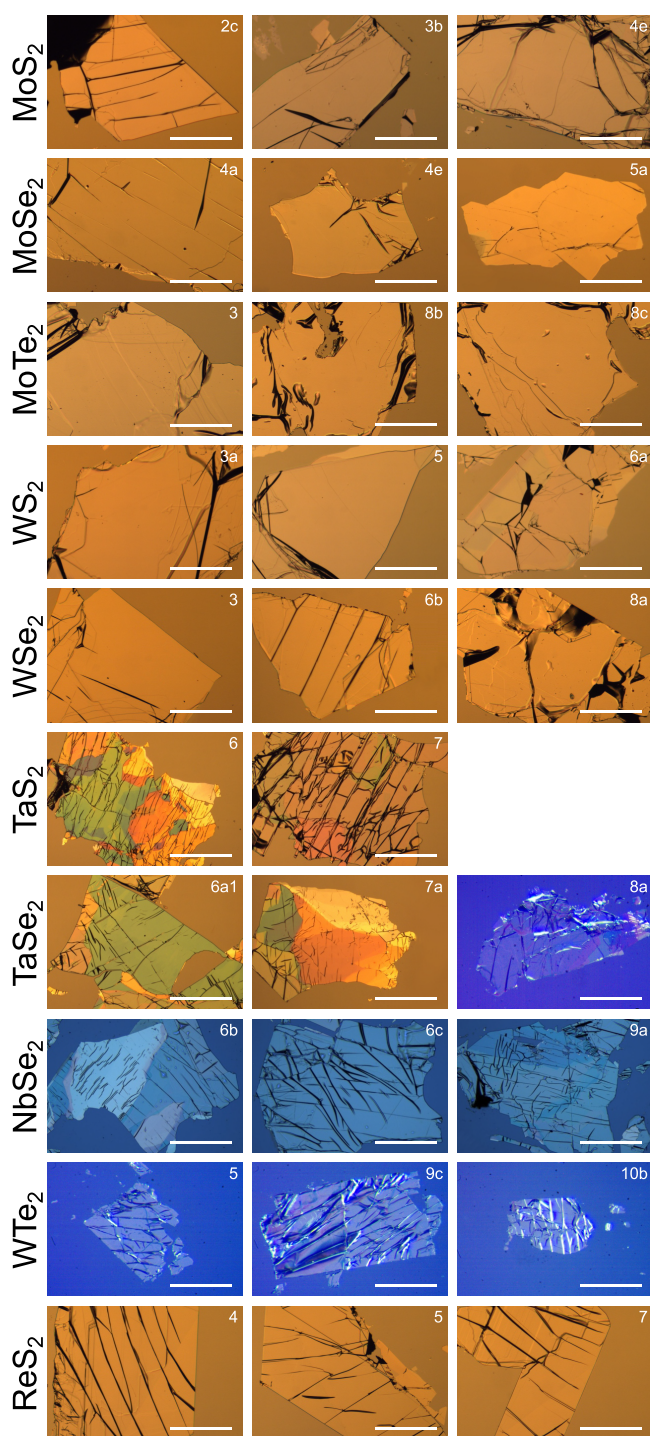 MoS2 2c 3b 4e
MoSe2 4a 4e 5a
MoTe2 3 8b 8c
WS2 3a 5 6a
WSe2 3 6b 8a
TaS2 6 7
TaSe2 6a1 7a 8a
NbSe2 6b 6c 9a
WTe2 5 9c 10b
ReS2 4 5 7